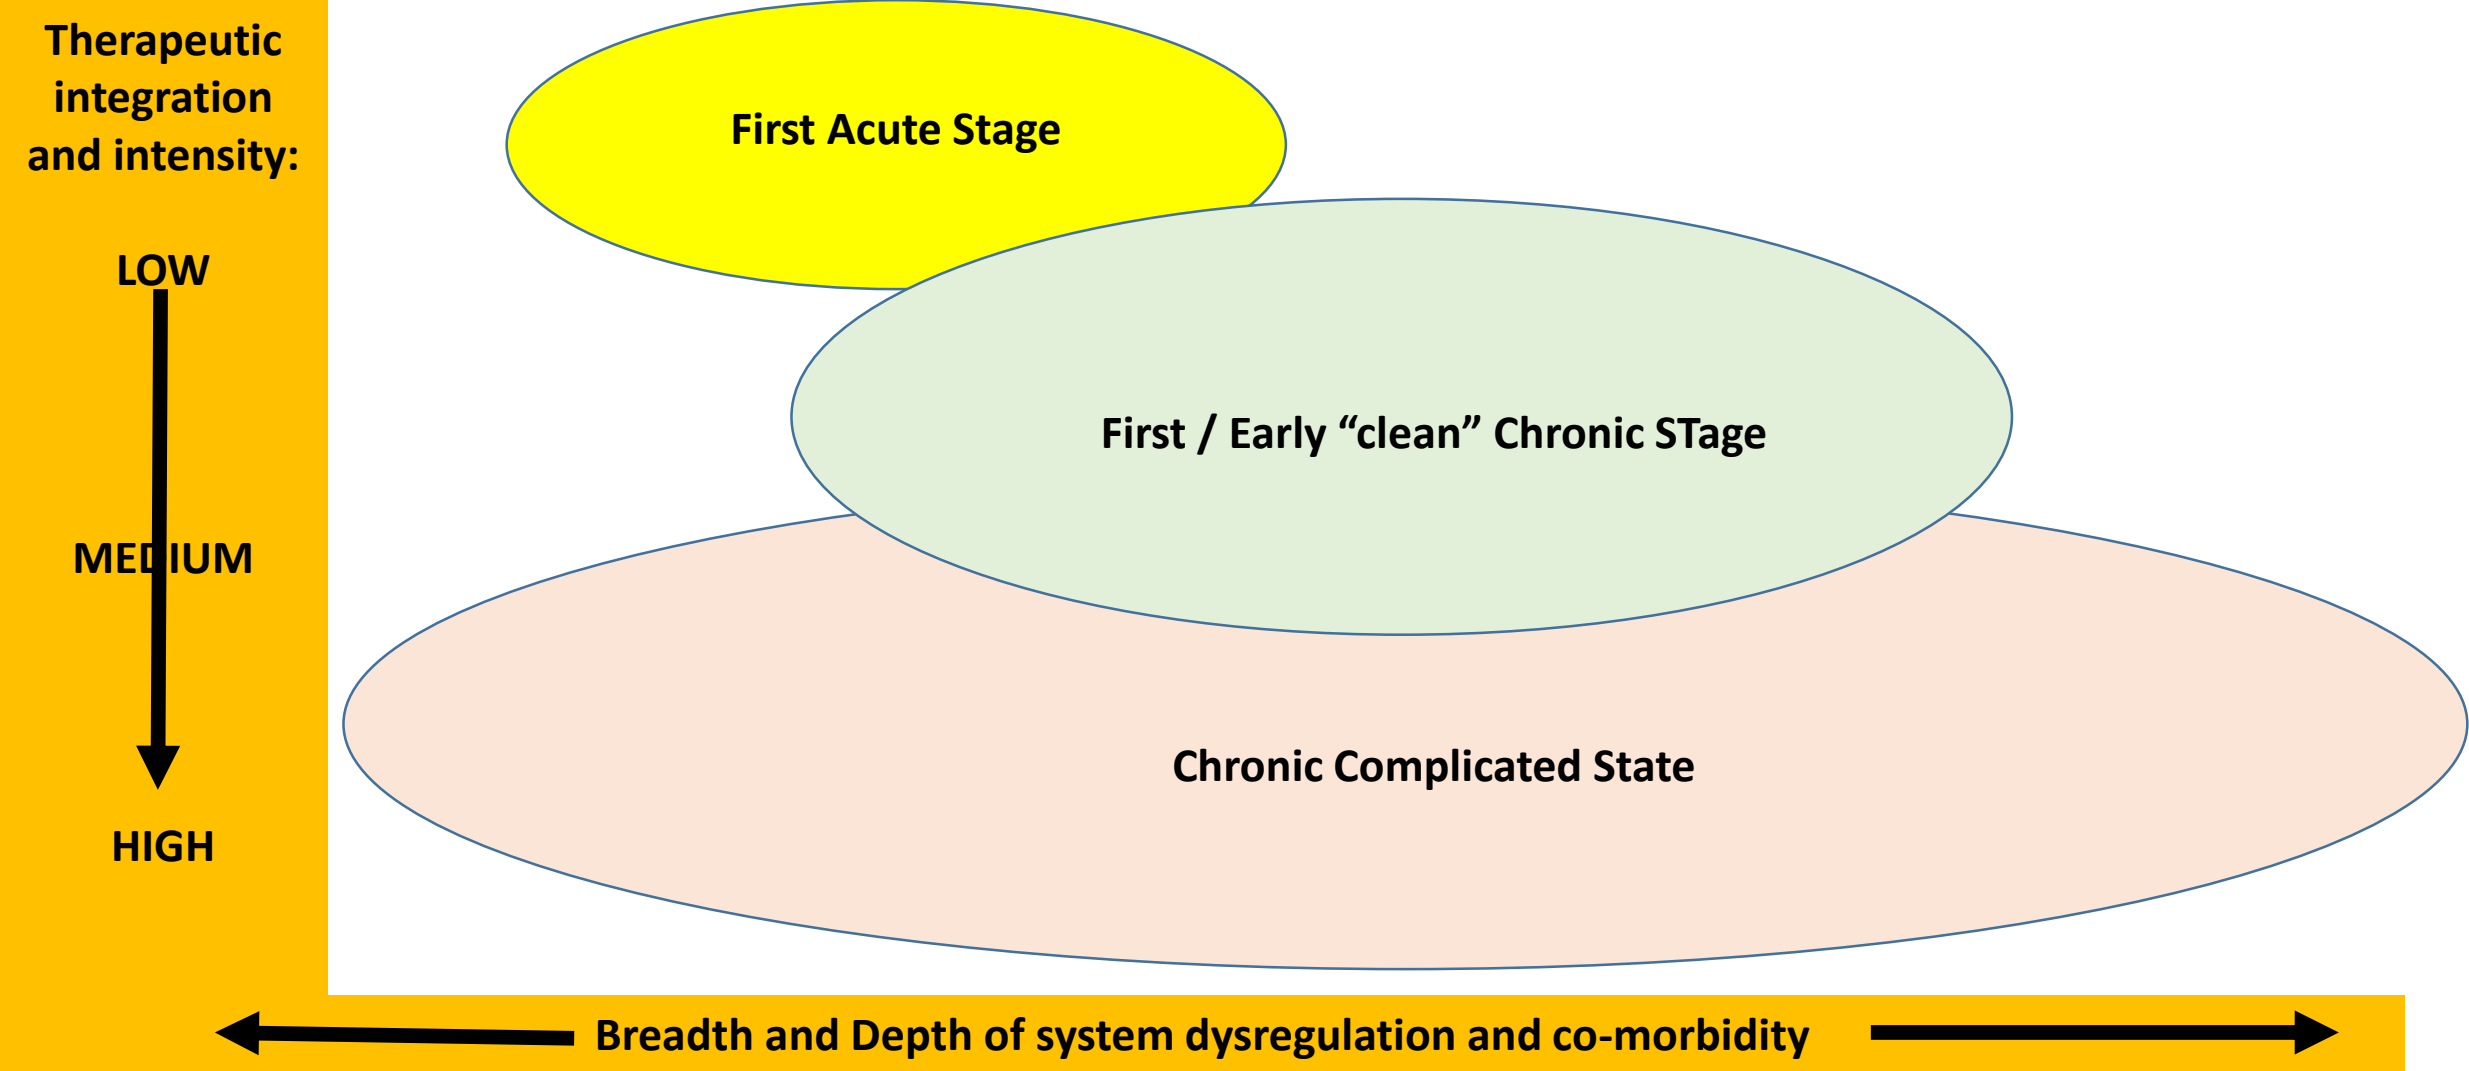 Therapeutic
integration
and intensity:
LOW
MEDIUM
HIGH
First Acute Stage
First / Early “clean” Chronic STage
Chronic Complicated State
Breadth and Depth of system dysregulation and co-morbidity